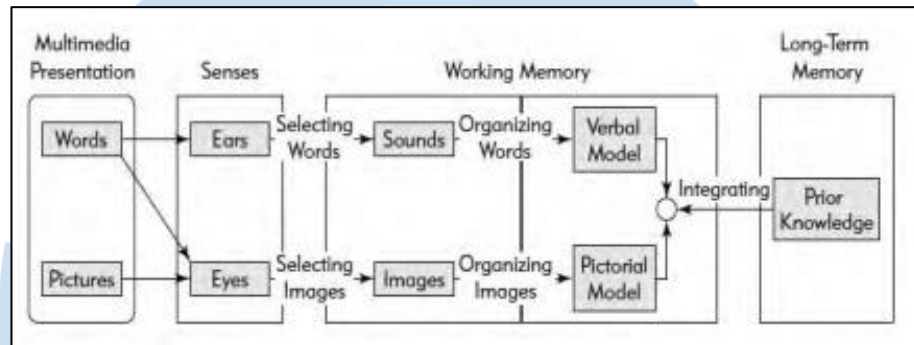 Multimedia
Presentation
Senses
Working Memory
Long-Term
Memory
Words
Ears
Selecting
Words
Sounds
Organizing
Words
Verbal
Model
Integrating
Prior
Knowledge
Pictures
Eyes
Selecting
Images
Images
Organizing
Images
Pictorial
Model